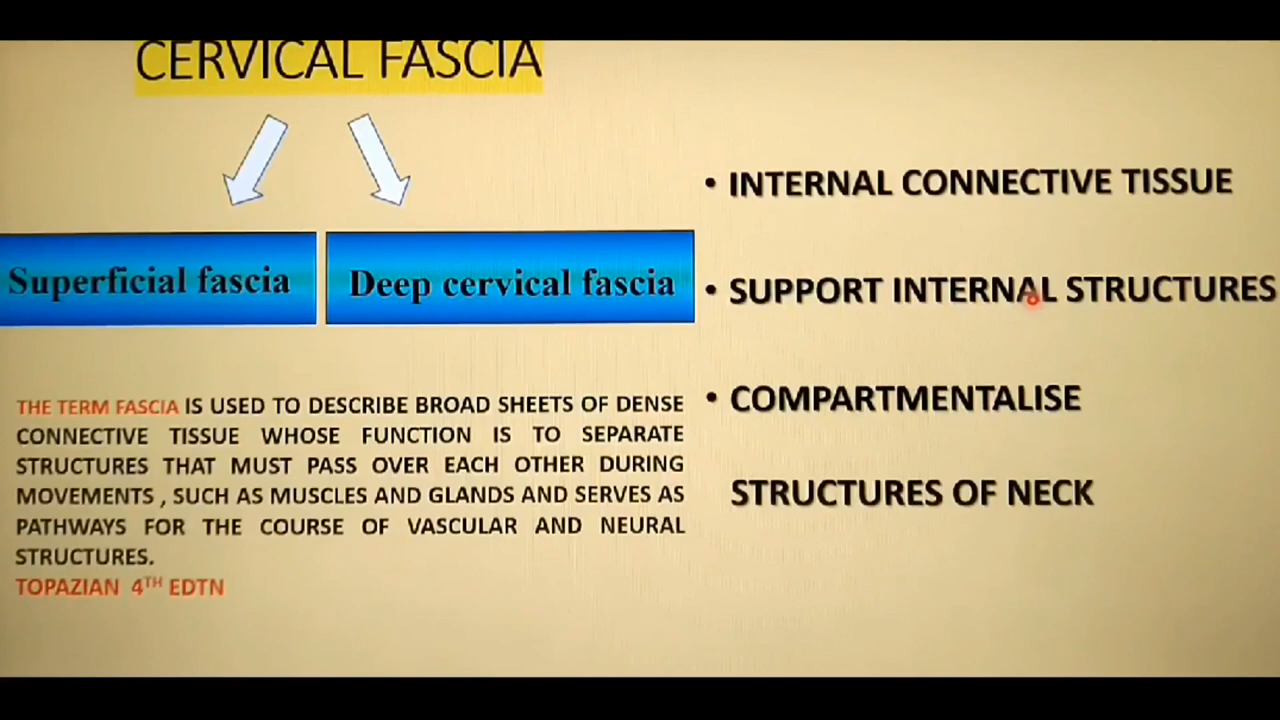 CERVICAL FASCIA
Superficial fascia
Deep cervical fascia
THE TERM FASCIA IS USED TO DESCRIBE BROAD SHEETS OF DENSE
CONNECTIVE TISSUE WHOSE FUNCTION IS TO SEPARATE
STRUCTURES THAT MUST PASS OVER EACH OTHER DURING
MOVEMENTS , SUCH AS MUSCLES AND GLANDS AND SERVES AS
PATHWAYS FOR THE COURSE OF VASCULAR AND NEURAL
STRUCTURES.
TOPAZIAN 4TH EDTN
• INTERNAL CONNECTIVE TISSUE
• SUPPORT INTERNAL STRUCTURES
• COMPARTMENTALISE
STRUCTURES OF NECK